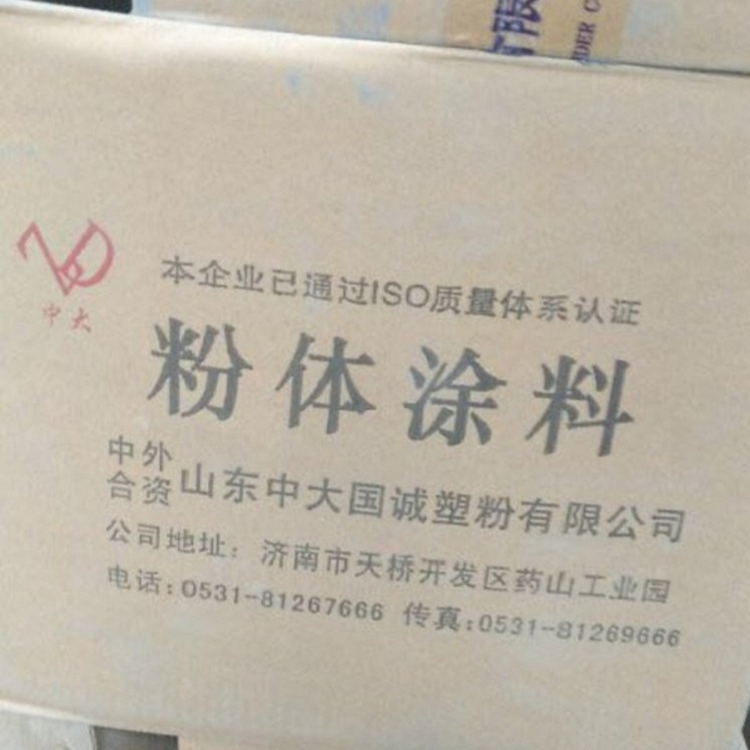 有限
DER C
中大
本企业已通过ISO质量体系认证
粉体涂料
中外合资 山东中大国诚塑粉有限公司
公司地址：济南市天桥开发区药山工业园
电话：0531-81267666 传真：0531-81269666